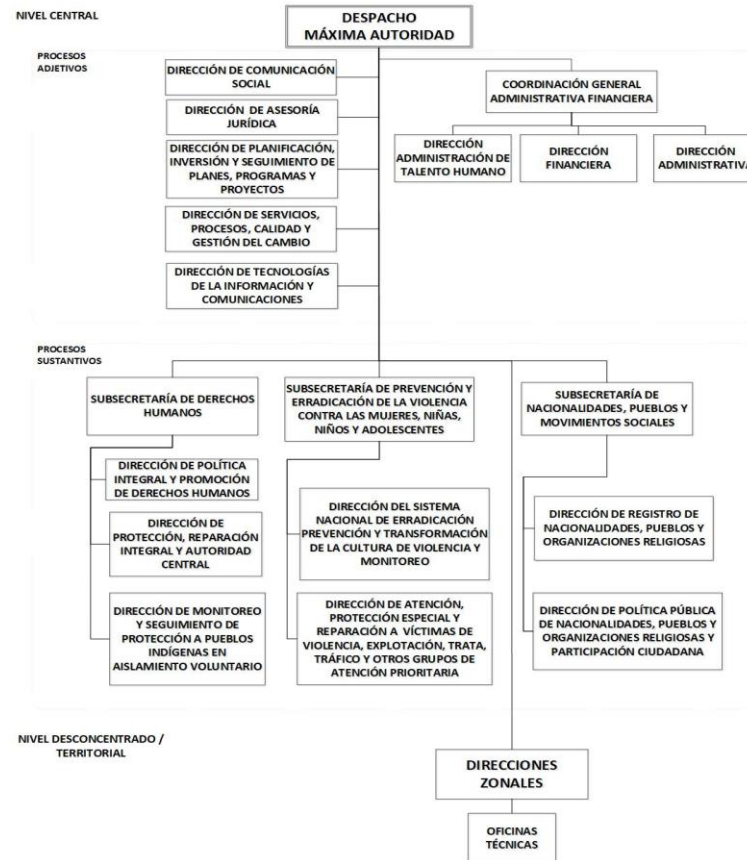 NIVEL CENTRAL
DESPACHO
MÁXIMA AUTORIDAD
PROCESOS
ADJETIVOS
DIRECCIÓN DE COMUNICACIÓN
SOCIAL
DIRECCIÓN DE ASESORÍA
JURÍDICA
DIRECCIÓN DE PLANIFICACIÓN,
INVERSIÓN Y SEGUIMIENTO DE
PLANES, PROGRAMAS Y
PROYECTOS
DIRECCIÓN DE SERVICIOS,
PROCESOS, CALIDAD Y
GESTIÓN DEL CAMBIO
DIRECCIÓN DE TECNOLOGÍAS
DE LA INFORMACIÓN Y
COMUNICACIONES
COORDINACIÓN GENERAL
ADMINISTRATIVA FINANCIERA
DIRECCIÓN
ADMINISTRACIÓN DE
TALENTO HUMANO
DIRECCIÓN
FINANCIERA
DIRECCIÓN
ADMINISTRATIVA
PROCESOS
SUSTANTIVOS
SUBSECRETARÍA DE DERECHOS
HUMANOS
DIRECCIÓN DE POLÍTICA
INTEGRAL Y PROMOCIÓN
DE DERECHOS HUMANOS
DIRECCIÓN DE
PROTECCIÓN, REPARACIÓN
INTEGRAL Y AUTORIDAD
CENTRAL
DIRECCIÓN DE MONITOREO
Y SEGUIMIENTO DE
PROTECCIÓN A PUEBLOS
INDÍGENAS EN
AISLAMIENTO VOLUNTARIO
SUBSECRETARÍA DE PREVENCIÓN Y
ERRADICACIÓN DE LA VIOLENCIA
CONTRA LAS MUJERES, NIÑAS,
NIÑOS Y ADOLESCENTES
DIRECCIÓN DEL SISTEMA
NACIONAL DE ERRADICACIÓN
PREVENCIÓN Y TRANSFORMACIÓN
DE LA CULTURA DE VIOLENCIA Y
MONITOREO
DIRECCIÓN DE ATENCIÓN,
PROTECCIÓN ESPECIAL Y
REPARACIÓN A VÍCTIMAS DE
VIOLENCIA, EXPLOTACIÓN, TRATA,
TRÁFICO Y OTROS GRUPOS DE
ATENCIÓN PRIORITARIA
SUBSECRETARÍA DE
NACIONALIDADES, PUEBLOS Y
MOVIMIENTOS SOCIALES
DIRECCIÓN DE REGISTRO DE
NACIONALIDADES, PUEBLOS Y
ORGANIZACIONES RELIGIOSAS
DIRECCIÓN DE POLÍTICA PÚBLICA
DE NACIONALIDADES, PUEBLOS Y
ORGANIZACIONES RELIGIOSAS Y
PARTICIPACIÓN CIUDADANA
NIVEL DESCONCENTRADO /
TERRITORIAL
DIRECCIONES
ZONALES
OFICINAS
TÉCNICAS